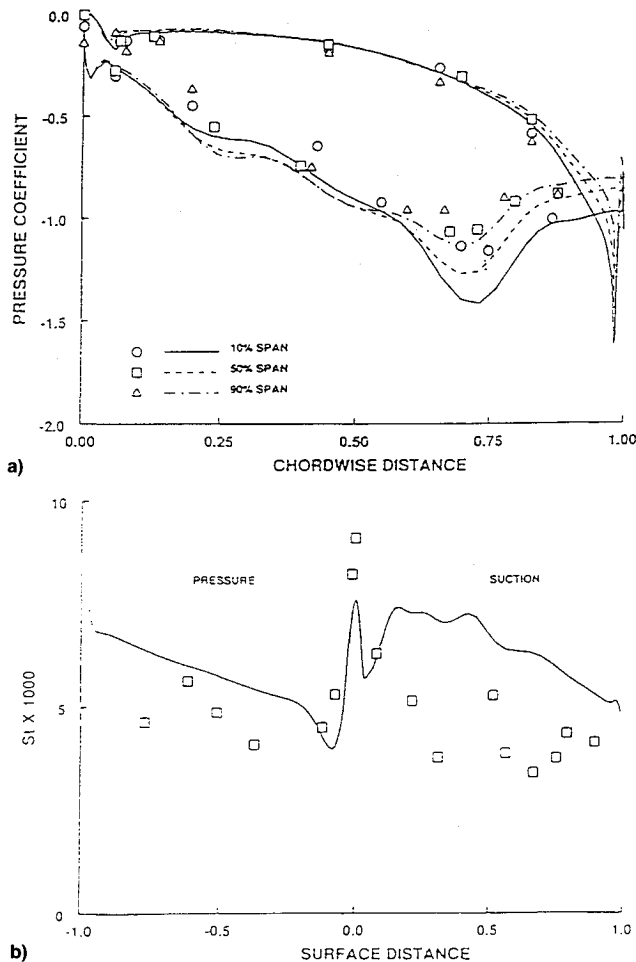 0.0
-0.5
-1.0
-1.5
-2.0
PRESSURE COEFFICIENT
10% SPAN
50% SPAN
90% SPAN
0.00 0.25 0.50 0.75 1.00
CHORDWISE DISTANCE
a)
10
5
0
St X 1000
PRESSURE
SUCTION
-1.0 -0.5 0.0 0.5 1.0
SURFACE DISTANCE
b)